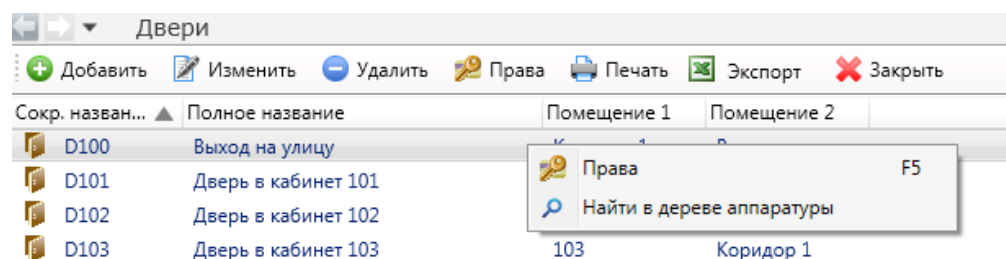 Двери
Добавить Изменить Удалить Права Печать Экспорт Закрыть
Сокр. назван... Полное название Помещение 1 Помещение 2
D100 Выход на улицу
Права F5
D101 Дверь в кабинет 101
Найти в дереве аппаратуры
D102 Дверь в кабинет 102
D103 Дверь в кабинет 103 103 Коридор 1